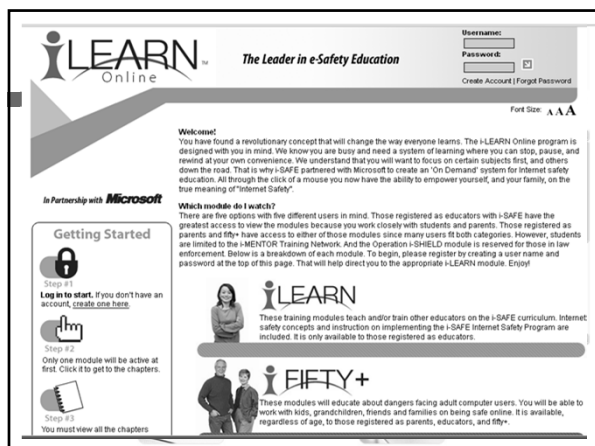 iLEARN™
Online
The Leader in e-Safety Education
Username:
Password:
Create Account | Forgot Password
Font Size: A A A
In Partnership with Microsoft
Getting Started
Step #1
Log in to start. If you don't have an
account, create one here.
Step #2
Only one module will be active at
first. Click it to get to the chapters.
Step #3
You must view all the chapters
Welcome!
You have found a revolutionary concept that will change the way everyone learns. The i-LEARN Online program is
designed with you in mind. We know you are busy and need a system of learning where you can stop, pause, and
rewind at your own convenience. We understand that you will want to focus on certain subjects first, and others
down the road. That is why i-SAFE partnered with Microsoft to create an 'On Demand' system for Internet safety
education. All through the click of a mouse you now have the ability to empower yourself, and your family, on the
true meaning of "Internet Safety".
Which module do I watch?
There are five options with five different users in mind. Those registered as educators with i-SAFE have the
greatest access to view the modules because you work closely with students and parents. Those registered as
parents and fifty+ have access to either of those modules since many users fit both categories. However, students
are limited to the i-MENTOR Training Network. And the Operation i-SHIELD module is reserved for those in law
enforcement. Below is a breakdown of each module. To begin, please register by creating a user name and
password at the top of this page. That will help direct you to the appropriate i-LEARN module. Enjoy!
iLEARN
These training modules teach and/or train other educators on the i-SAFE curriculum. Internet
safety concepts and instruction on implementing the i-SAFE Internet Safety Program are
included. It is only available to those registered as educators.
i FIFTY+
These modules will educate about dangers facing adult computer users. You will be able to
work with kids, grandchildren, friends and families on being safe online. It is available,
regardless of age, to those registered as parents, educators, and fifty+.